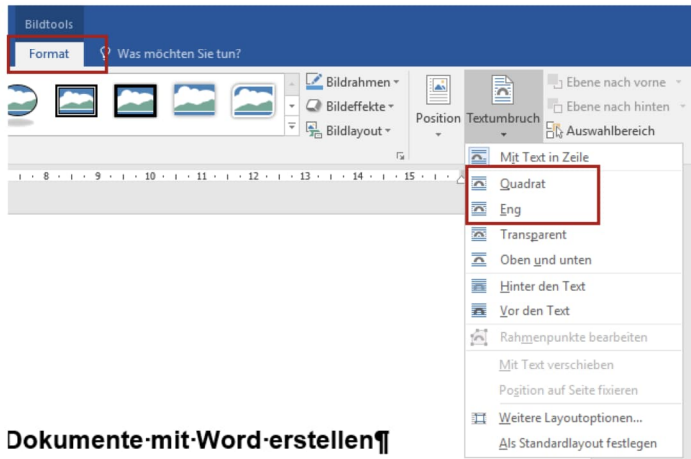 Bildtools
Format
Was möchten Sie tun?
Bildrahmen
Bildeffekte
Bildlayout
Position
Textumbruch
Ebene nach vorne
Ebene nach hinten
Auswahlbereich
Mit Text in Zeile
8 9 10 11 12 13 14 15
Quadrat
Eng
Transparent
Oben und unten
Hinter den Text
Vor den Text
Rahmenpunkte bearbeiten
Mit Text verschieben
Position auf Seite fixieren
Weitere Layoutoptionen...
Als Standardlayout festlegen
Dokumente·mit·Word·erstellen¶